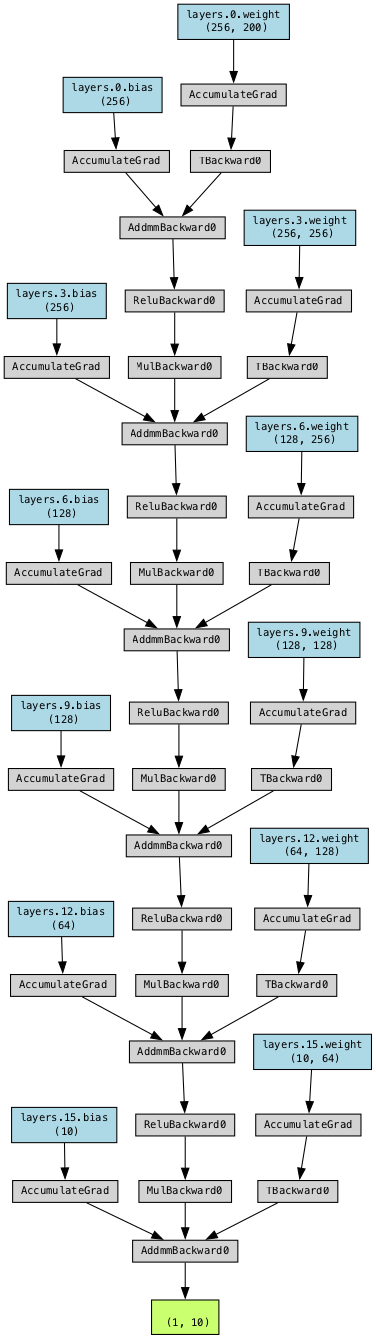 layers.0.weight
(256, 200)
layers.0.bias
(256)
AccumulateGrad
AccumulateGrad
TBackward0
AddmmBackward0
layers.3.weight
(256, 256)
layers.3.bias
(256)
ReluBackward0
AccumulateGrad
AccumulateGrad
MulBackward0
TBackward0
AddmmBackward0
layers.6.weight
(128, 256)
layers.6.bias
(128)
ReluBackward0
AccumulateGrad
AccumulateGrad
MulBackward0
TBackward0
AddmmBackward0
layers.9.weight
(128, 128)
layers.9.bias
(128)
ReluBackward0
AccumulateGrad
AccumulateGrad
MulBackward0
TBackward0
AddmmBackward0
layers.12.weight
(64, 128)
layers.12.bias
(64)
ReluBackward0
AccumulateGrad
AccumulateGrad
MulBackward0
TBackward0
AddmmBackward0
layers.15.weight
(10, 64)
layers.15.bias
(10)
ReluBackward0
AccumulateGrad
AccumulateGrad
MulBackward0
TBackward0
AddmmBackward0
(1, 10)